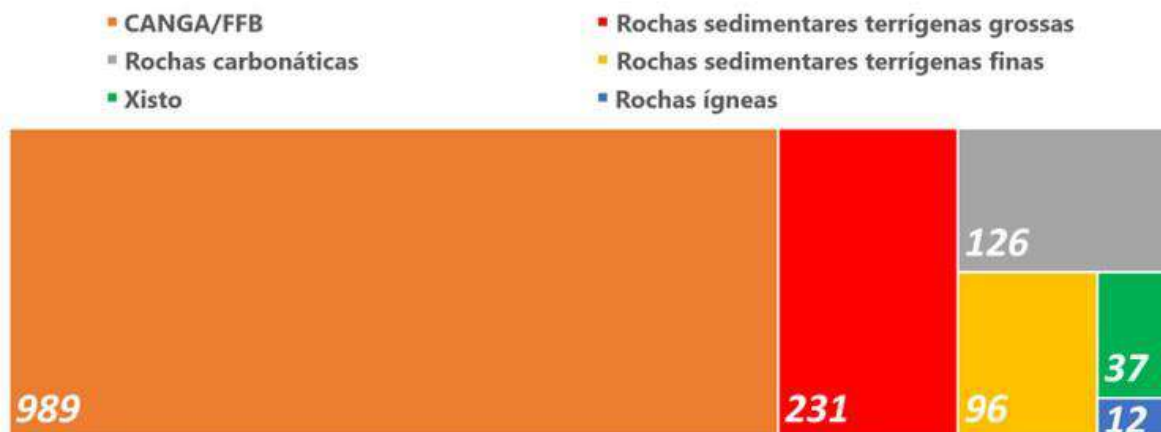 CANGA/FFB
Rochas sedimentares terrígenas grossas
Rochas carbonáticas
Rochas sedimentares terrígenas finas
Xisto
Rochas ígneas
126
37
989
231
96
12